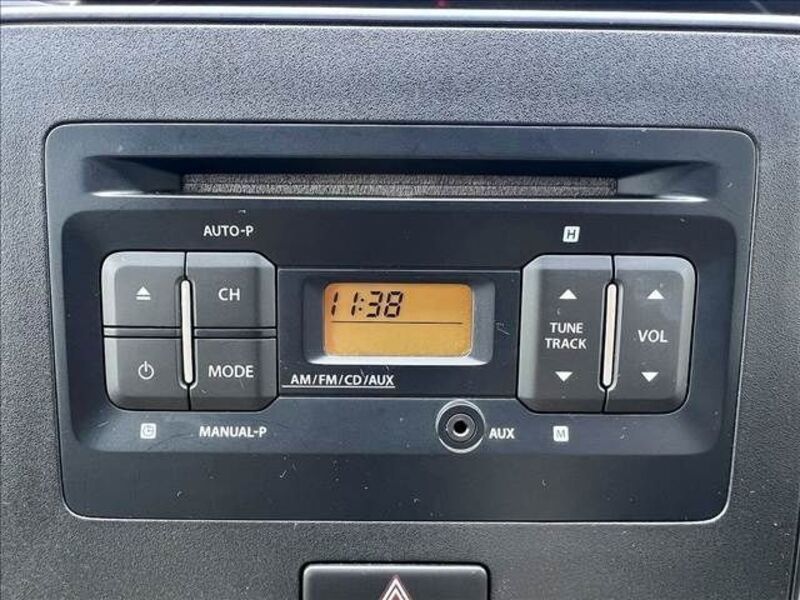 AUTO-P
H
CH
11:38
TUNE
TRACK
VOL
MODE
AM/FM/CD/AUX
MANUAL-P
AUX
M